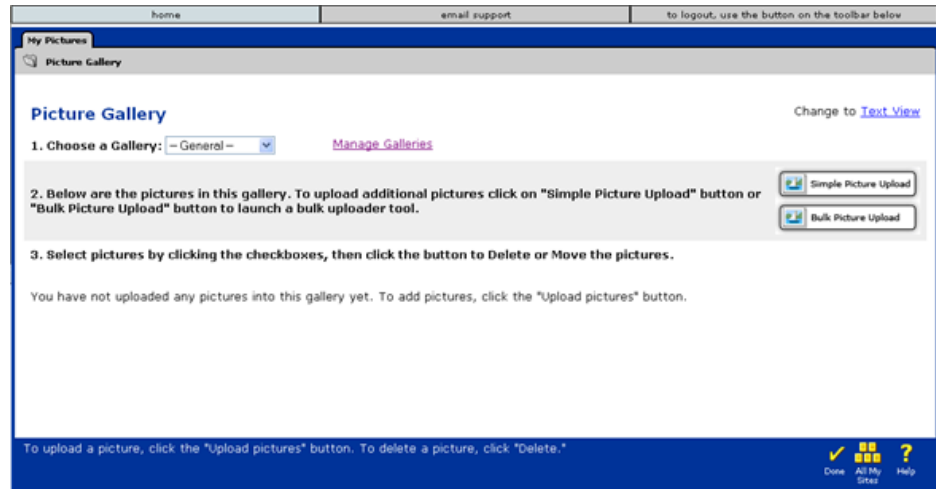 home
email support
to logout, use the button on the toolbar below
My Pictures
Picture Gallery
Picture Gallery
Change to Text View
1. Choose a Gallery: -- General -- Manage Galleries
2. Below are the pictures in this gallery. To upload additional pictures click on "Simple Picture Upload" button or
"Bulk Picture Upload" button to launch a bulk uploader tool.
Simple Picture Upload
Bulk Picture Upload
3. Select pictures by clicking the checkboxes, then click the button to Delete or Move the pictures.
You have not uploaded any pictures into this gallery yet. To add pictures, click the "Upload pictures" button.
To upload a picture, click the "Upload pictures" button. To delete a picture, click "Delete."
Done
All My
Sites
?
Help